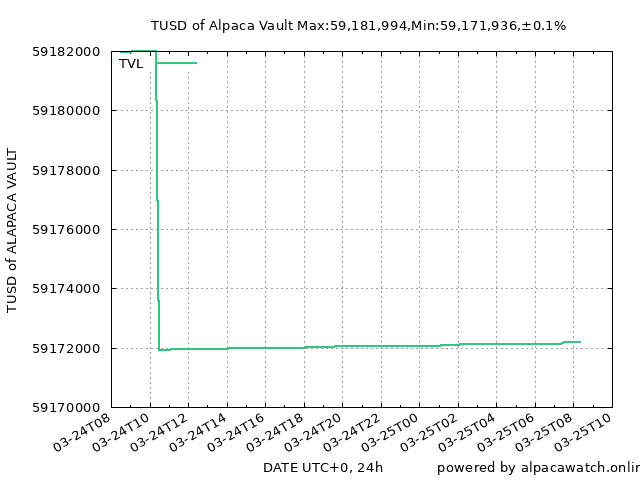 TUSD of Alpaca Vault Max:59,181,994,Min:59,171,936,±0.1%
59182000
TVL
59180000
59178000
59176000
59174000
59172000
59170000
TUSD of ALAPACA VAULT
03-24T08
03-24T10
03-24T12
03-24T14
03-24T16
03-24T18
03-24T20
03-24T22
03-25T00
03-25T02
03-25T04
03-25T06
03-25T08
03-25T10
DATE UTC+0, 24h
powered by alpacawatch.onlin